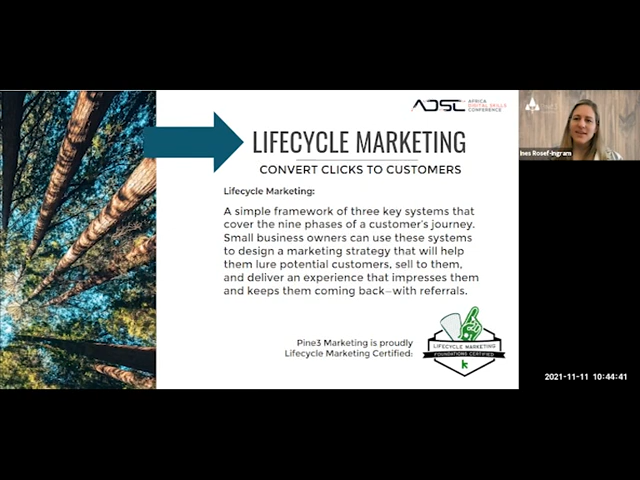 ADSC AFRICA
DIGITAL SKILLS
CONFERENCE
LIFECYCLE MARKETING
CONVERT CLICKS TO CUSTOMERS
Ines Rosef-Ingram
Lifecycle Marketing:
A simple framework of three key systems that
cover the nine phases of a customer's journey.
Small business owners can use these systems
to design a marketing strategy that will help
them lure potential customers, sell to them,
and deliver an experience that impresses them
and keeps them coming back—with referrals.
Pine3 Marketing is proudly
Lifecycle Marketing Certified:
LIFECYCLE MARKETING
FOUNDATIONS CERTIFIED
k
2021-11-11 10:44:41